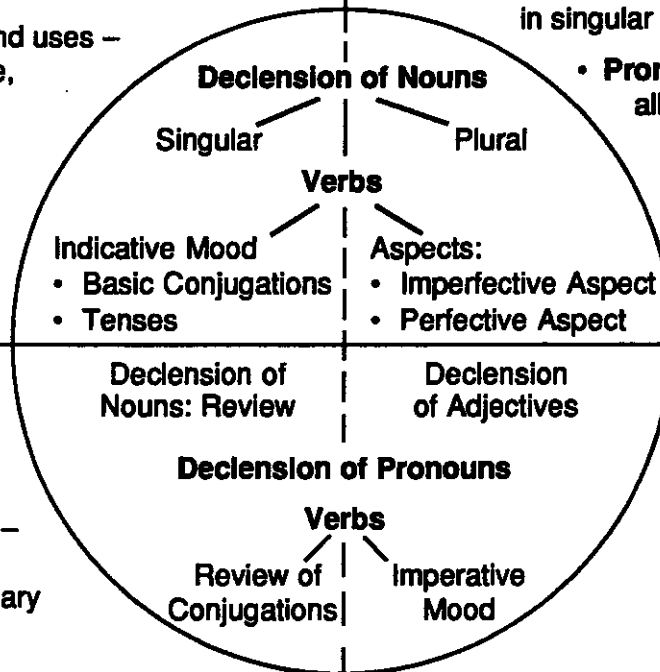 nd uses –
e,
in singular
• Pron
all
Declension of Nouns
Singular Plural
Verbs
Indicative Mood
• Basic Conjugations
• Tenses
Aspects:
• Imperfective Aspect
• Perfective Aspect
Declension of
Nouns: Review
Declension
of Adjectives
Declension of Pronouns
Verbs
Review of
Conjugations
Imperative
Mood
–
ary